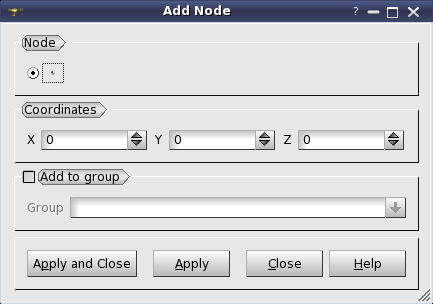 Add Node
Node
Coordinates
X 0 Y 0 Z 0
Add to group
Group
Apply and Close Apply Close Help